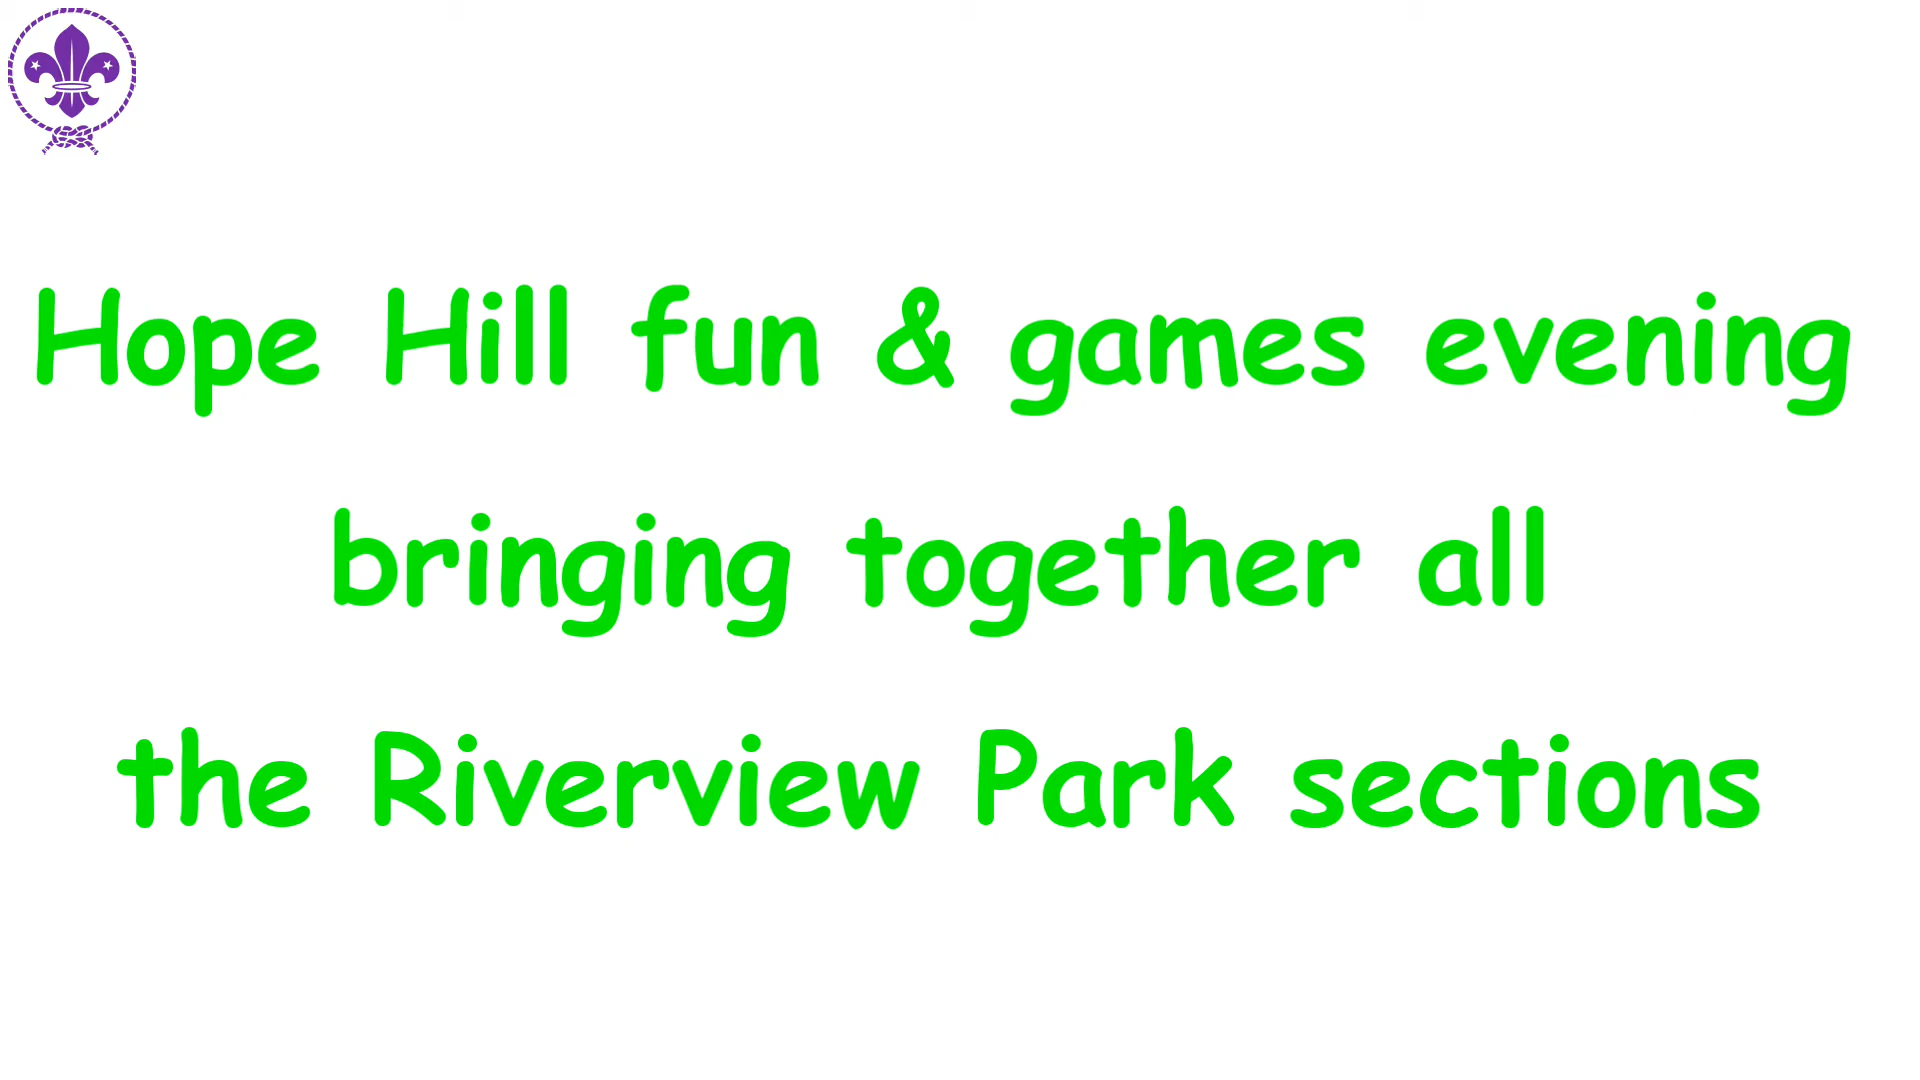 Hope Hill fun & games evening
bringing together all
the Riverview Park sections